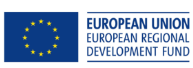 EUROPEAN UNION
EUROPEAN REGIONAL
DEVELOPMENT FUND